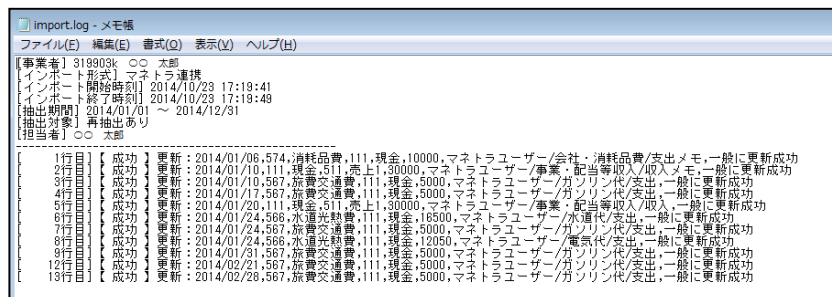 import.log - メモ帳
ファイル(F) 編集(E) 書式(O) 表示(V) ヘルプ(H)
[事業者] 319903k ○○ 太郎
[インポート形式] マネトラ連携
[インポート開始時刻] 2014/10/23 17:19:41
[インポート終了時刻] 2014/10/23 17:19:49
[抽出期間] 2014/01/01 ～ 2014/12/31
[抽出対象] 再抽出あり
[担当者] ○○ 太郎
--------------------------------------------------
[ 1行目]【 成功 】更新：2014/01/06,574,消耗品費,111,現金,10000,マネトラユーザー/会社・消耗品費/支出メモ,一般に更新成功
[ 2行目]【 成功 】更新：2014/01/10,111,現金,511,売上1,30000,マネトラユーザー/事業・配当等収入/収入メモ,一般に更新成功
[ 3行目]【 成功 】更新：2014/01/10,567,旅費交通費,111,現金,5000,マネトラユーザー/ガソリン代/支出,一般に更新成功
[ 4行目]【 成功 】更新：2014/01/17,567,旅費交通費,111,現金,5000,マネトラユーザー/ガソリン代/支出,一般に更新成功
[ 5行目]【 成功 】更新：2014/01/20,111,現金,511,売上1,30000,マネトラユーザー/事業・配当等収入/収入,一般に更新成功
[ 6行目]【 成功 】更新：2014/01/24,566,水道光熱費,111,現金,16500,マネトラユーザー/水道代/支出,一般に更新成功
[ 7行目]【 成功 】更新：2014/01/24,567,旅費交通費,111,現金,5000,マネトラユーザー/ガソリン代/支出,一般に更新成功
[ 8行目]【 成功 】更新：2014/01/24,566,水道光熱費,111,現金,12050,マネトラユーザー/電気代/支出,一般に更新成功
[ 9行目]【 成功 】更新：2014/01/31,567,旅費交通費,111,現金,5000,マネトラユーザー/ガソリン代/支出,一般に更新成功
[ 12行目]【 成功 】更新：2014/02/21,567,旅費交通費,111,現金,5000,マネトラユーザー/ガソリン代/支出,一般に更新成功
[ 13行目]【 成功 】更新：2014/02/28,567,旅費交通費,111,現金,5000,マネトラユーザー/ガソリン代/支出,一般に更新成功